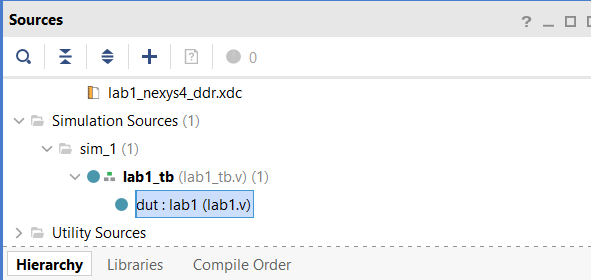 Sources
? _
0
lab1_nexys4_ddr.xdc
Simulation Sources (1)
sim_1 (1)
lab1_tb (lab1_tb.v) (1)
dut : lab1 (lab1.v)
Utility Sources
Hierarchy Libraries Compile Order